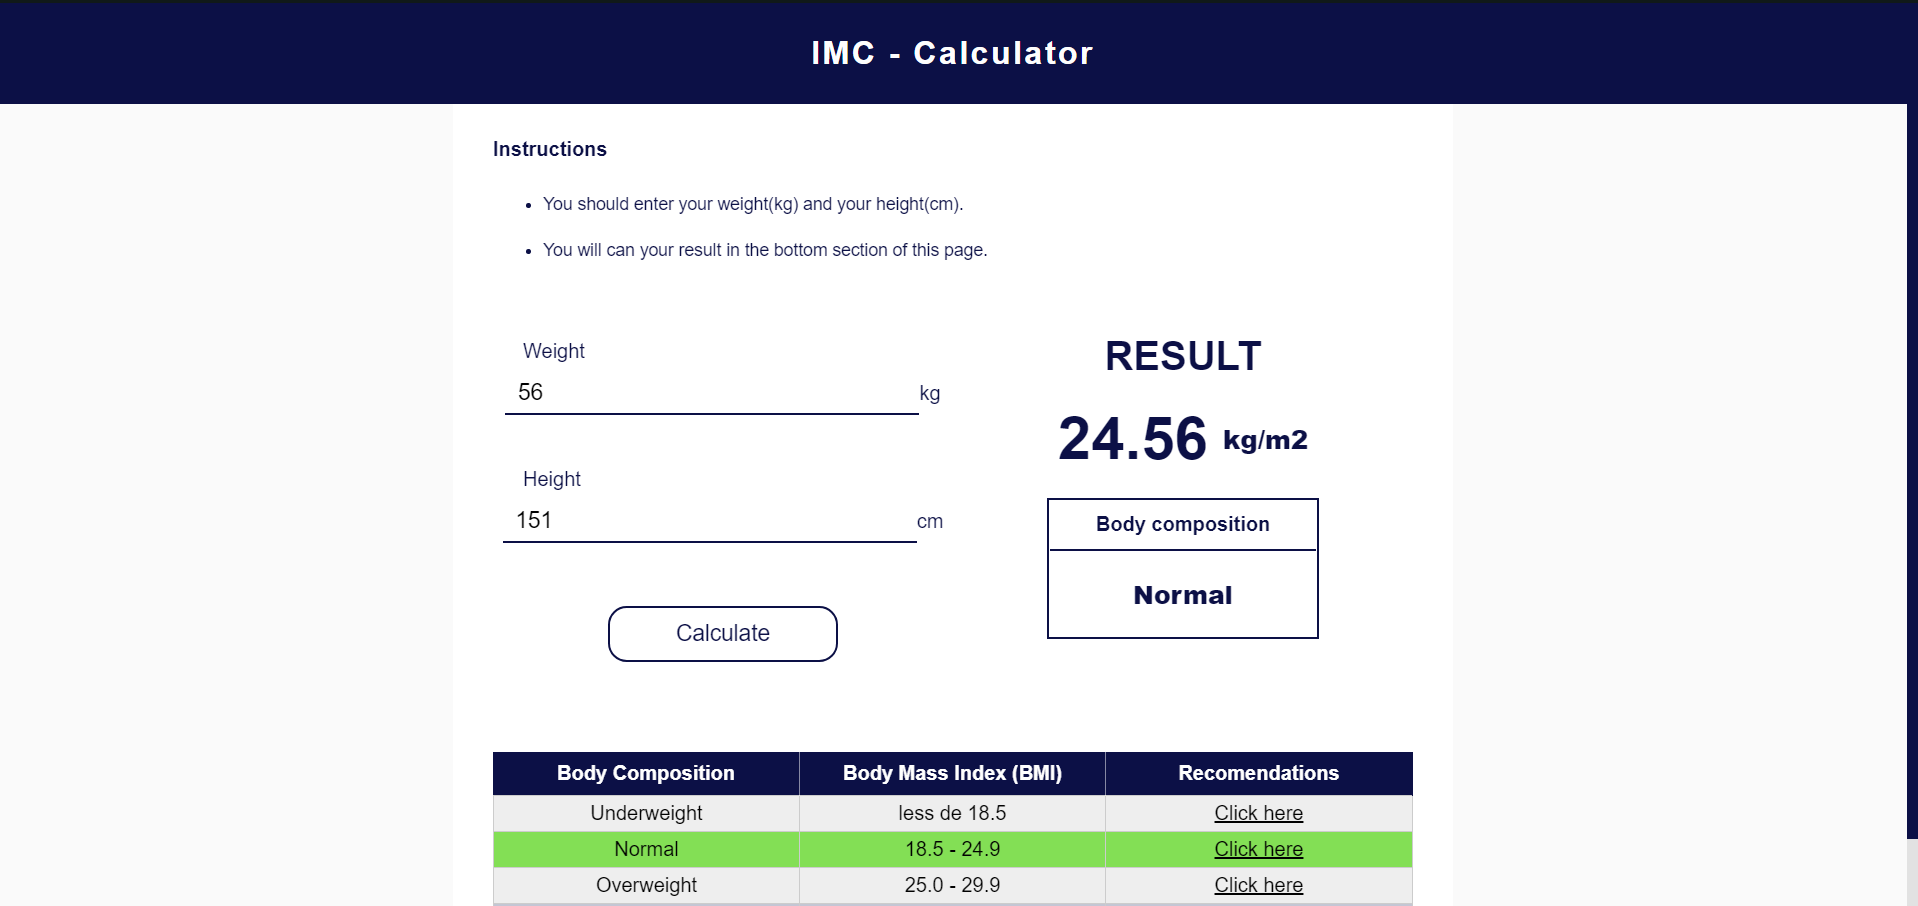 IMC - Calculator
Instructions
• You should enter your weight(kg) and your height(cm).
• You will can your result in the bottom section of this page.
Weight
56 kg
Height
151 cm
Calculate
RESULT
24.56 kg/m2
Body composition
Normal
Body Composition Body Mass Index (BMI) Recomendations
Underweight less de 18.5 Click here
Normal 18.5 - 24.9 Click here
Overweight 25.0 - 29.9 Click here